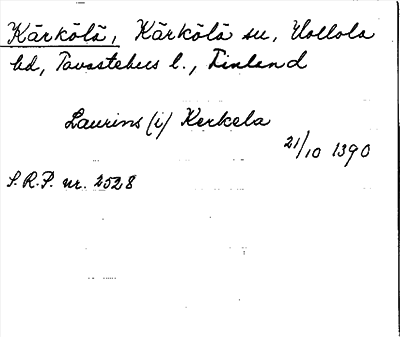 Kärkölä, Kärkölä sn, Hollola
hd, Tavastehus l., Finland
Laurins (i) Kerkela
21/10 1390
S.R.P. nr. 2528